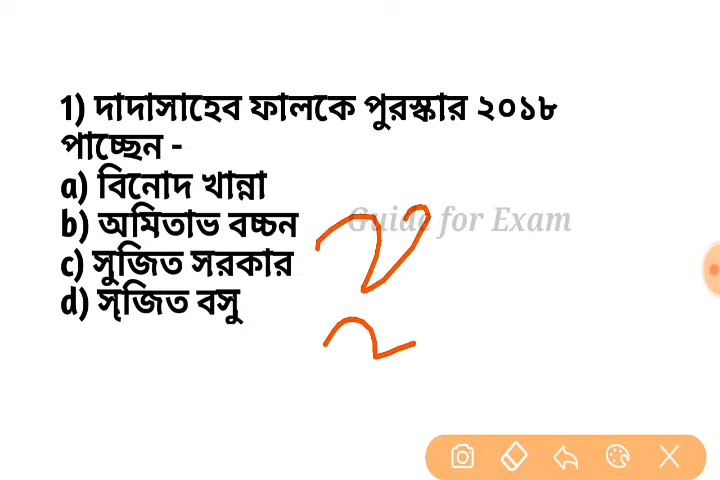 1) দাদাসাহেব ফালকে পুরস্কার ২০১৮
পাচ্ছেন -
a) বিনোদ খান্না
b) অমিতাভ বচ্চন
Guide for Exam
c) সুজিত সরকার
d) সৃজিত বসু